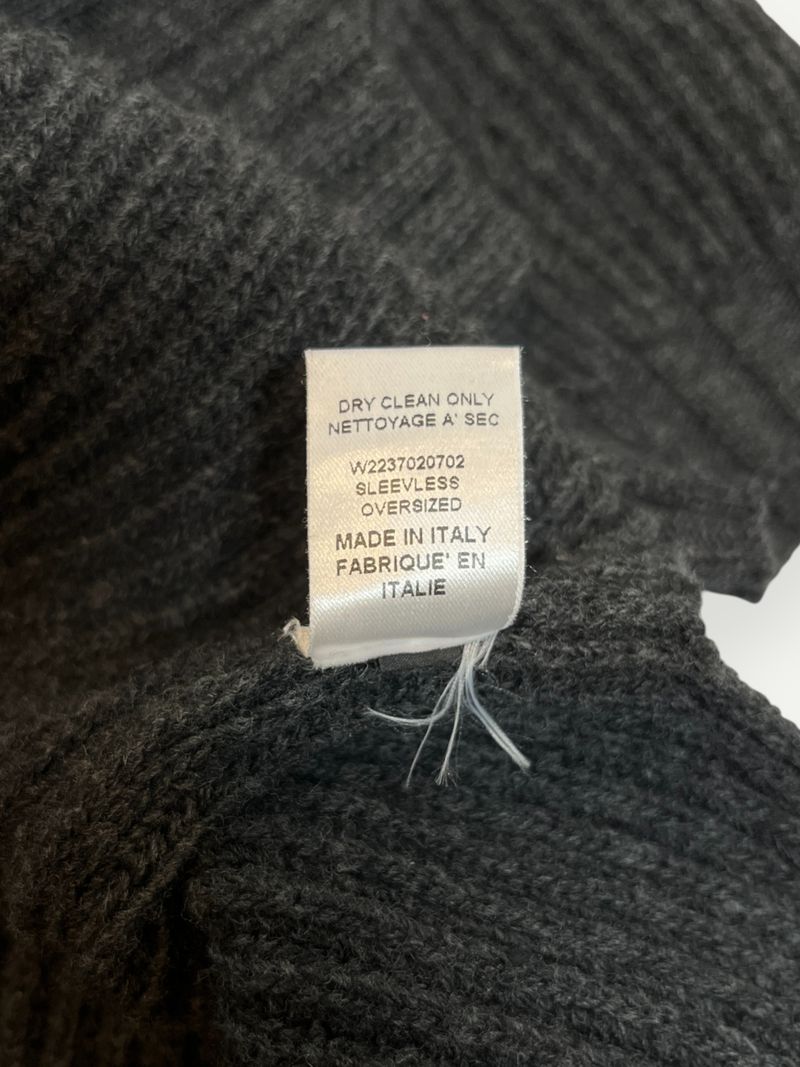 DRY CLEAN ONLY
NETTOYAGE A' SEC
W2237020702
SLEEVLESS
OVERSIZED
MADE IN ITALY
FABRIQUE' EN
ITALIE